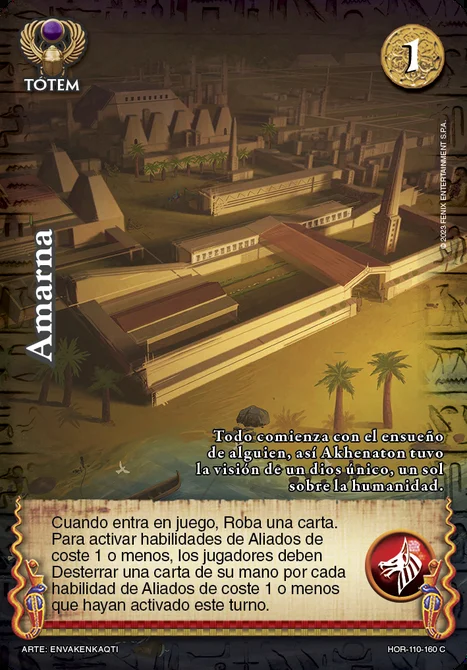 1
TÓTEM
© 2023 FENIX ENTERTAINMENT S.P.A.
Amarna
Todo comienza con el ensueño
de alguien, así Akhenaton tuvo
la visión de un dios único, un sol
sobre la humanidad.
Cuando entra en juego, Roba una carta.
Para activar habilidades de Aliados de
coste 1 o menos, los jugadores deben
Desterrar una carta de su mano por cada
habilidad de Aliados de coste 1 o menos
que hayan activado este turno.
ARTE: ENVAKENKAQTI
HOR-110-160 C